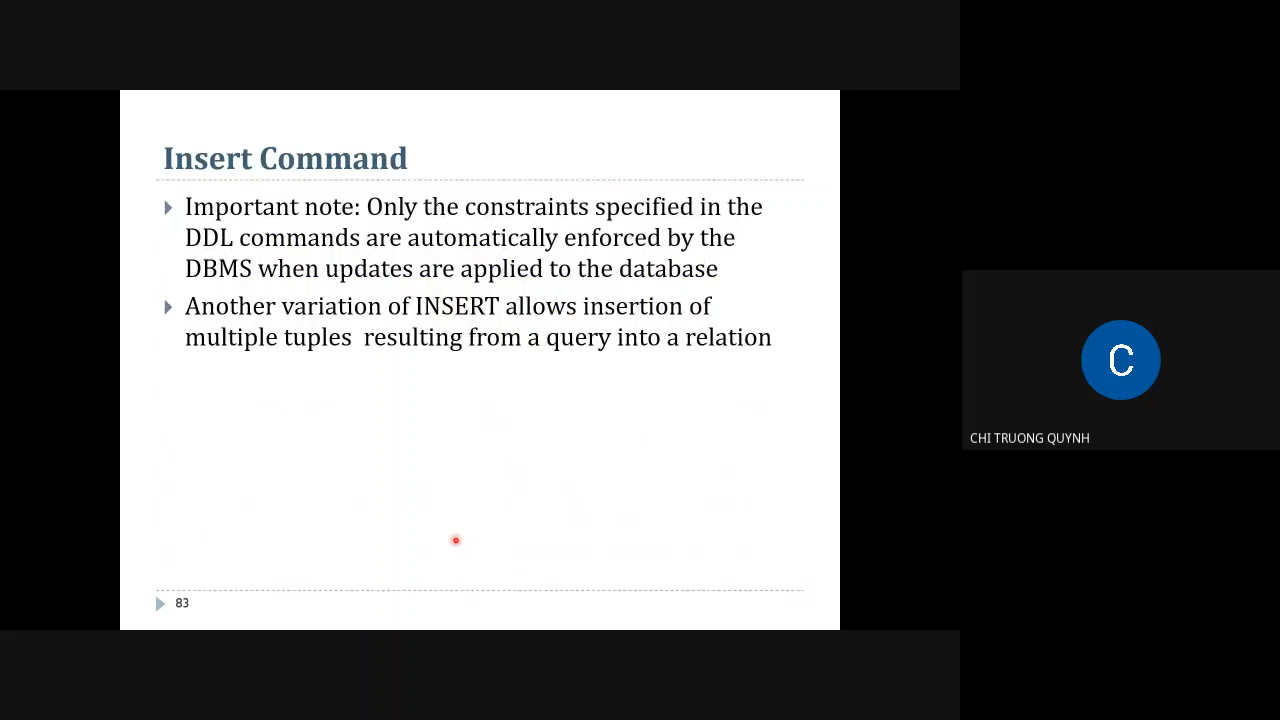 Insert Command
Important note: Only the constraints specified in the
DDL commands are automatically enforced by the
DBMS when updates are applied to the database
Another variation of INSERT allows insertion of
multiple tuples  resulting from a query into a relation
83
C
CHI TRUONG QUYNH